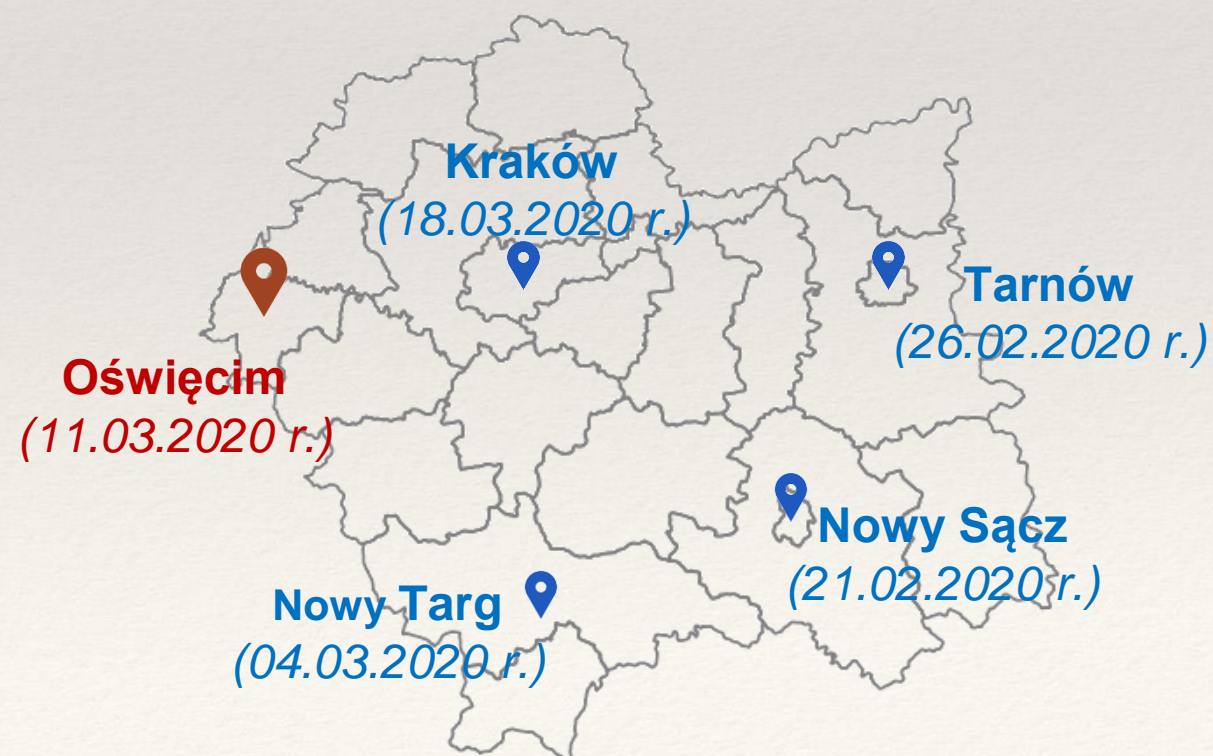 Kraków
(18.03.2020 r.)
Tarnów
(26.02.2020 r.)
Oświęcim
(11.03.2020 r.)
Nowy Sącz
(21.02.2020 r.)
Nowy Targ
(04.03.2020 r.)